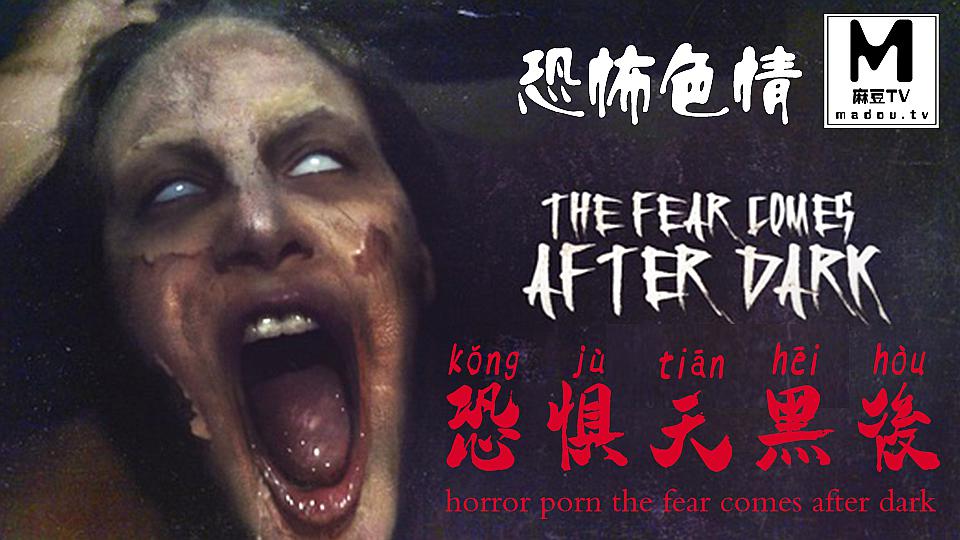 恐怖色情
M
麻豆TV
madou.tv
THE FEAR COMES
AFTER DARK
kǒng jù tiān hēi hòu
恐惧天黑後
horror porn the fear comes after dark